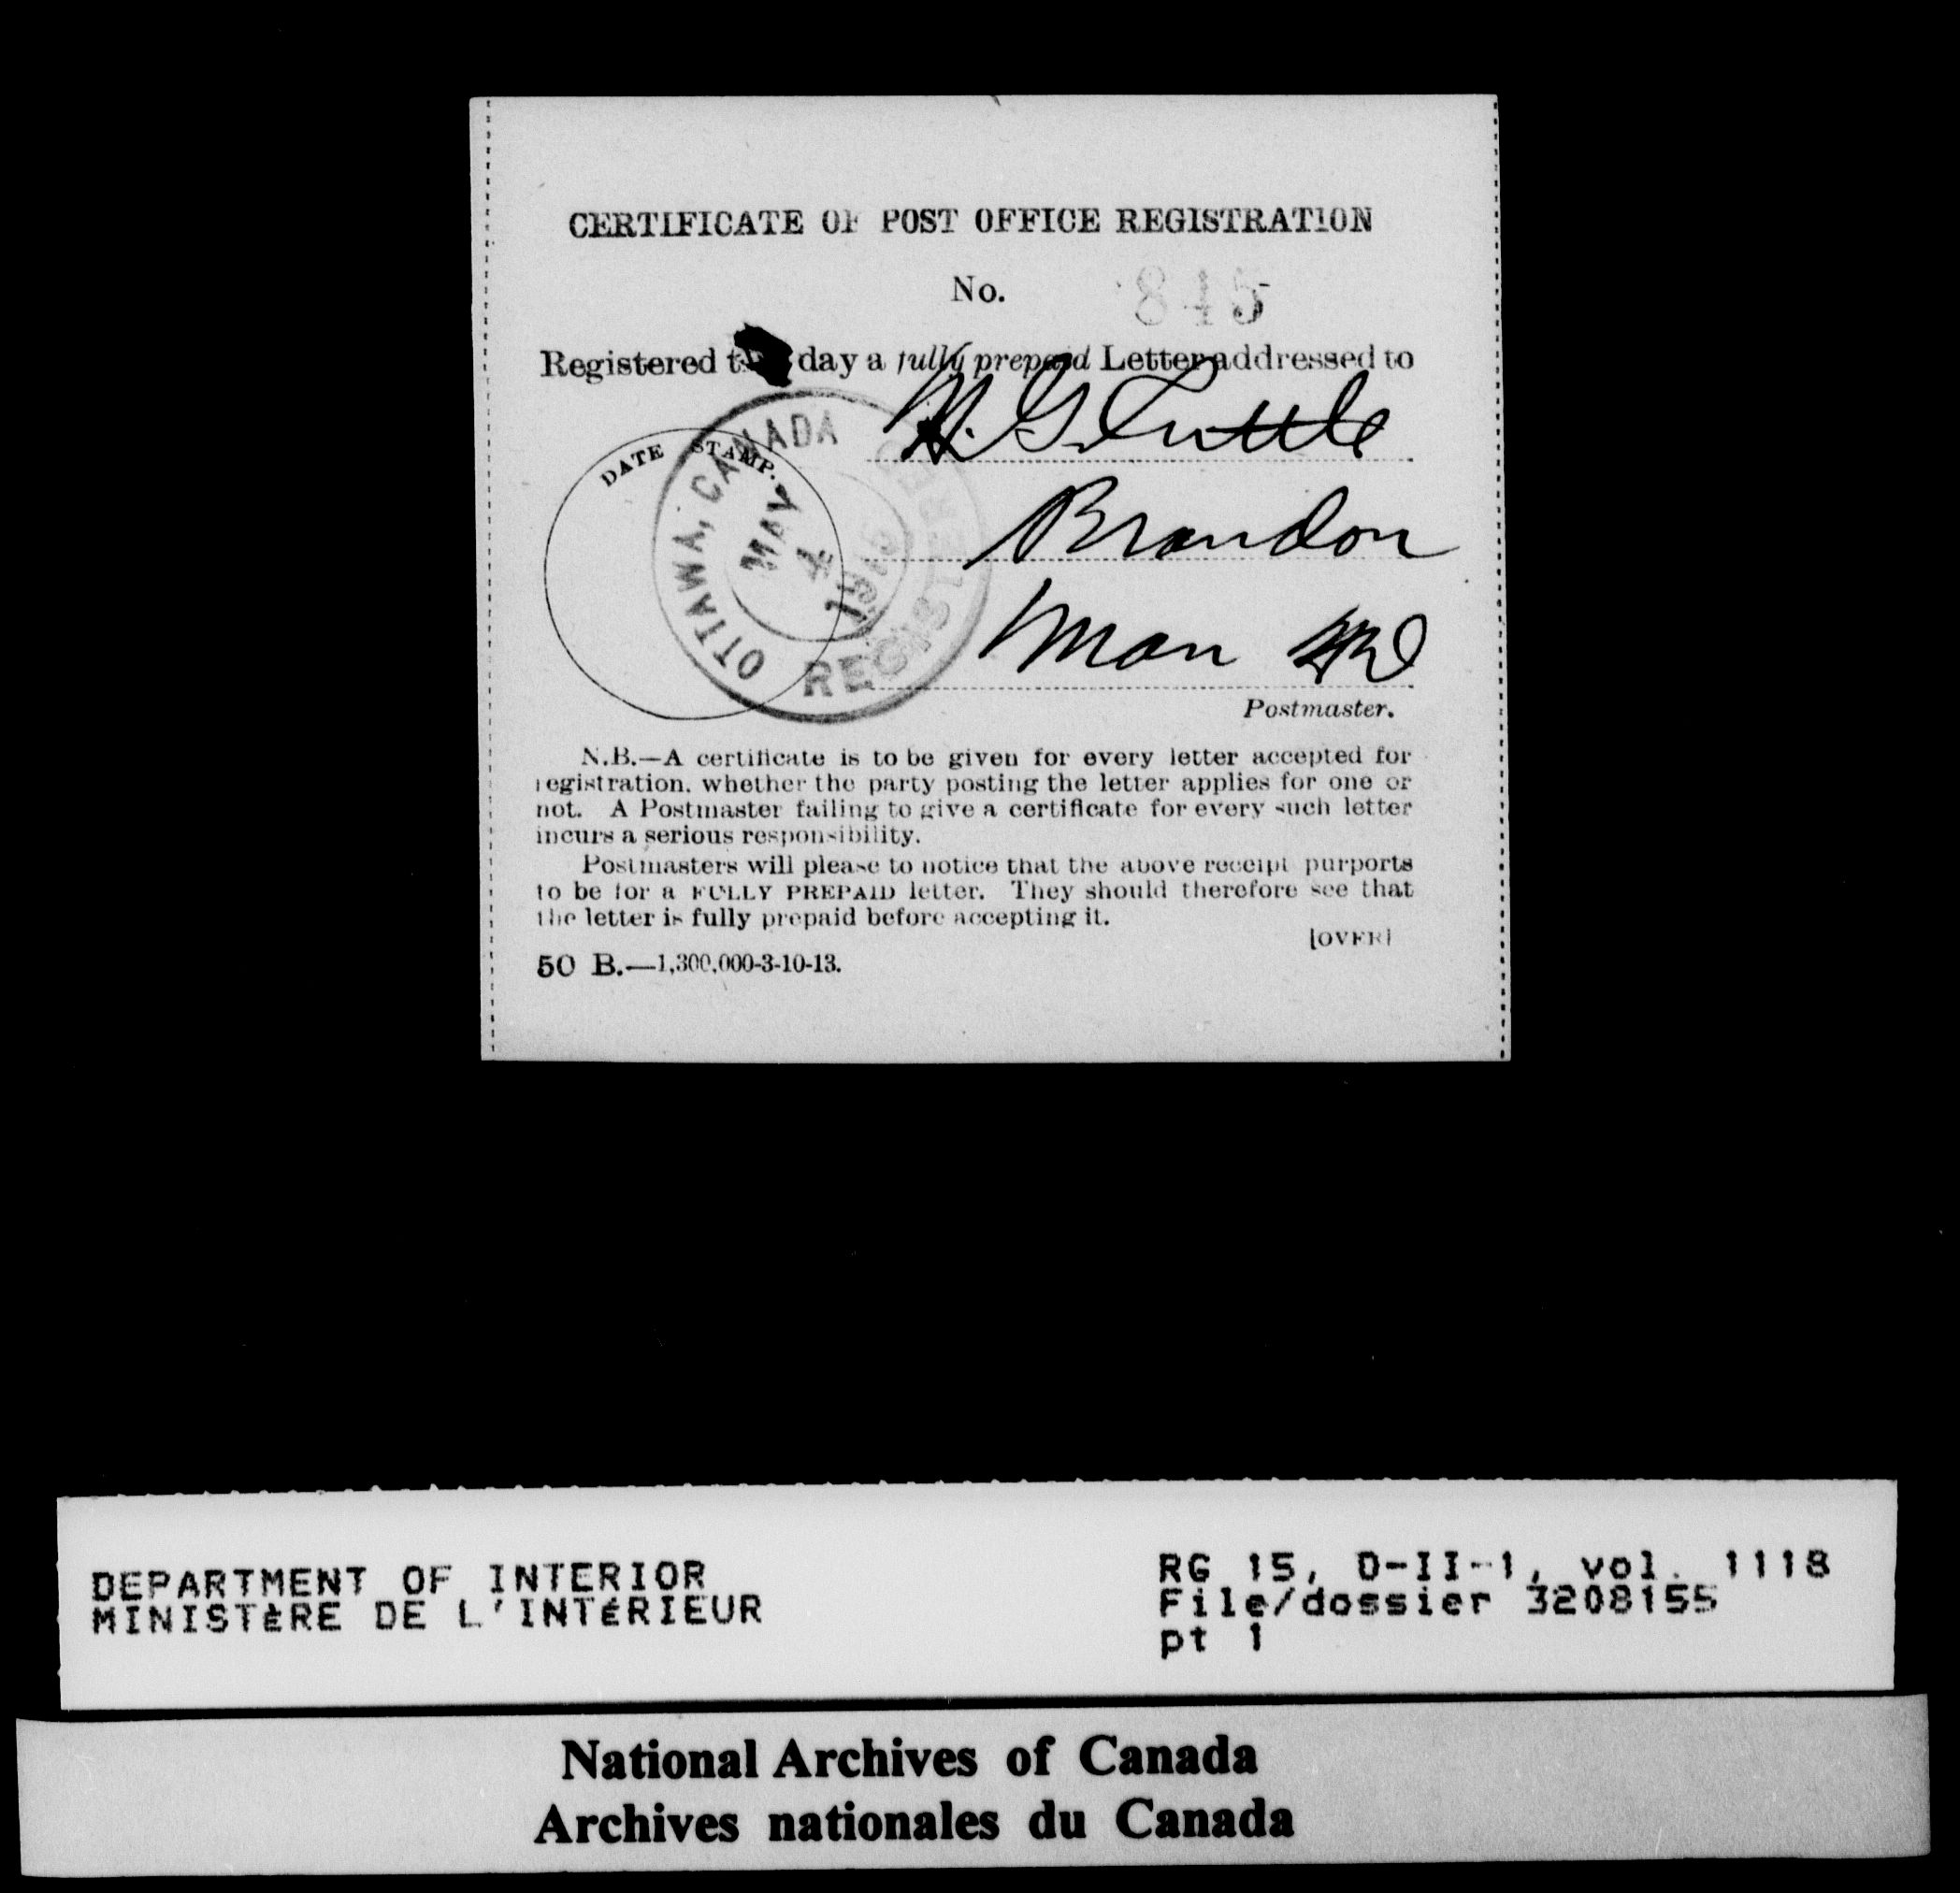 CERTIFICATE OF POST OFFICE REGISTRATION
No. 845
Registered this day a fully prepaid Letter addressed to
G. Tuttle
DATE STAMP.
OTTAWA, CANADA
REGISTERED
MAY
4
Brandon
Man
Postmaster.
N.B.—A certificate is to be given for every letter accepted for
registration, whether the party posting the letter applies for one or
not. A Postmaster failing to give a certificate for every such letter
incurs a serious responsibility.
Postmasters will please to notice that the above receipt purports
to be for a FULLY PREPAID letter. They should therefore see that
the letter is fully prepaid before accepting it.
[OVER]
50 B.—1,300,000-3-10-13.
DEPARTMENT OF INTERIOR
MINISTÈRE DE L'INTÉRIEUR
RG 15, D-II-1, vol. 1118
File/dossier 3208155
pt 1
National Archives of Canada
Archives nationales du Canada